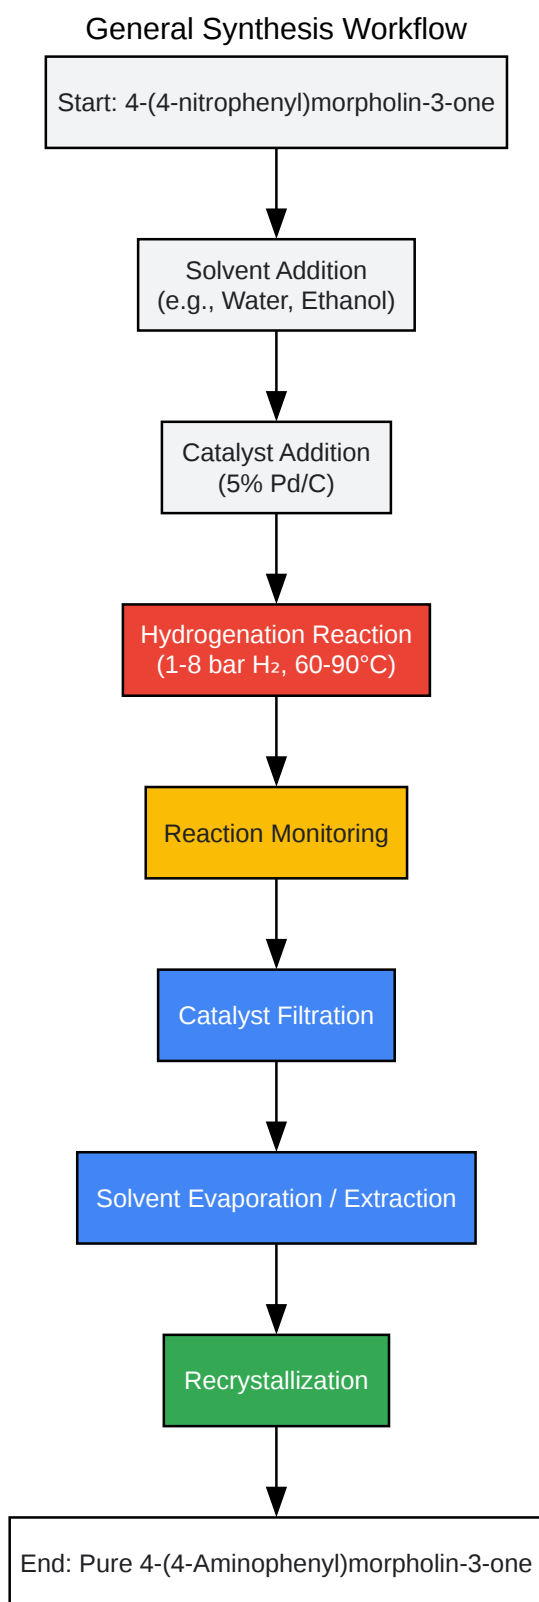 General Synthesis Workflow
Start: 4-(4-nitrophenyl)morpholin-3-one
Solvent Addition
(e.g., Water, Ethanol)
Catalyst Addition
(5% Pd/C)
Hydrogenation Reaction
(1-8 bar H₂, 60-90°C)
Reaction Monitoring
Catalyst Filtration
Solvent Evaporation / Extraction
Recrystallization
End: Pure 4-(4-Aminophenyl)morpholin-3-one